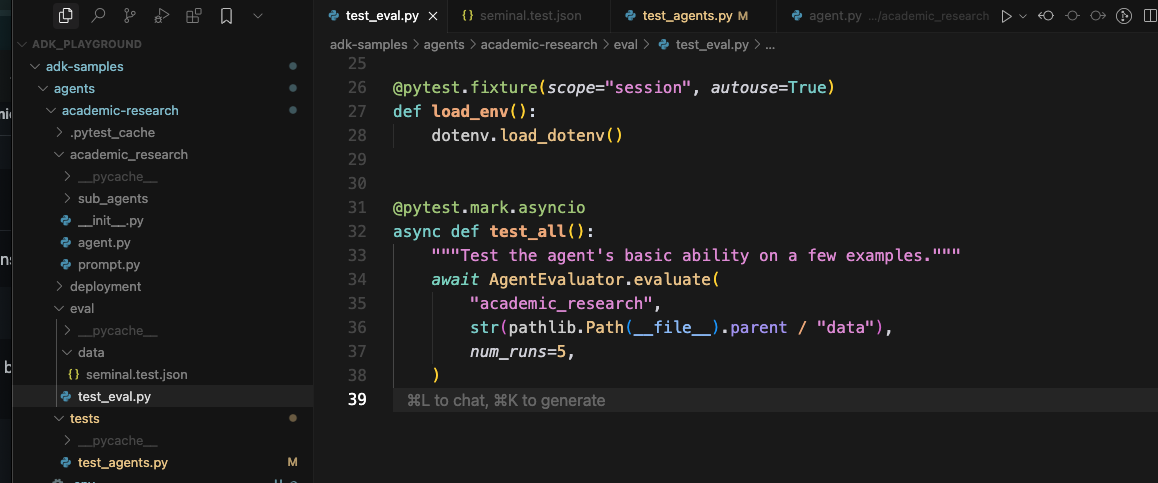 test_eval.py
{} seminal.test.json
test_agents.py M
agent.py .../academic_research
ADK_PLAYGROUND
adk-samples > agents > academic-research > eval > test_eval.py > ...
adk-samples
agents
academic-research
.pytest_cache
academic_research
__pycache__
sub_agents
__init__.py
agent.py
prompt.py
deployment
eval
__pycache__
data
{} seminal.test.json
test_eval.py
tests
__pycache__
test_agents.py M
25
26 @pytest.fixture(scope="session", autouse=True)
27 def load_env():
28 dotenv.load_dotenv()
29
30
31 @pytest.mark.asyncio
32 async def test_all():
33 """Test the agent's basic ability on a few examples."""
34 await AgentEvaluator.evaluate(
35 "academic_research",
36 str(pathlib.Path(__file__).parent / "data"),
37 num_runs=5,
38 )
39 ⌘L to chat, ⌘K to generate